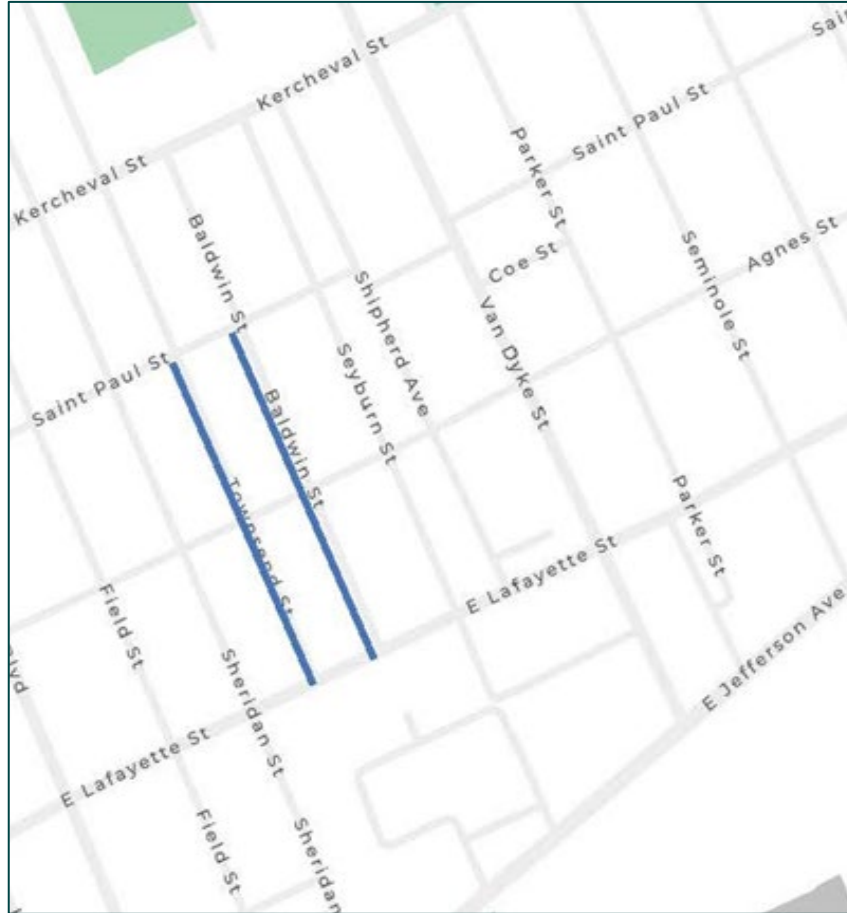 Sain
Kercheval St
Saint Paul St
Parker St
Kercheval St
Baldwin St
Agnes St
Seminole St
Coe St
Shipherd Ave
Van Dyke St
Saint Paul St
Seyburn St
Baldwin St
Townsend St
Parker St
E Lafayette St
Field St
E Jefferson Ave
Blvd
Sheridan St
E Lafayette St
Field St
Sheridan